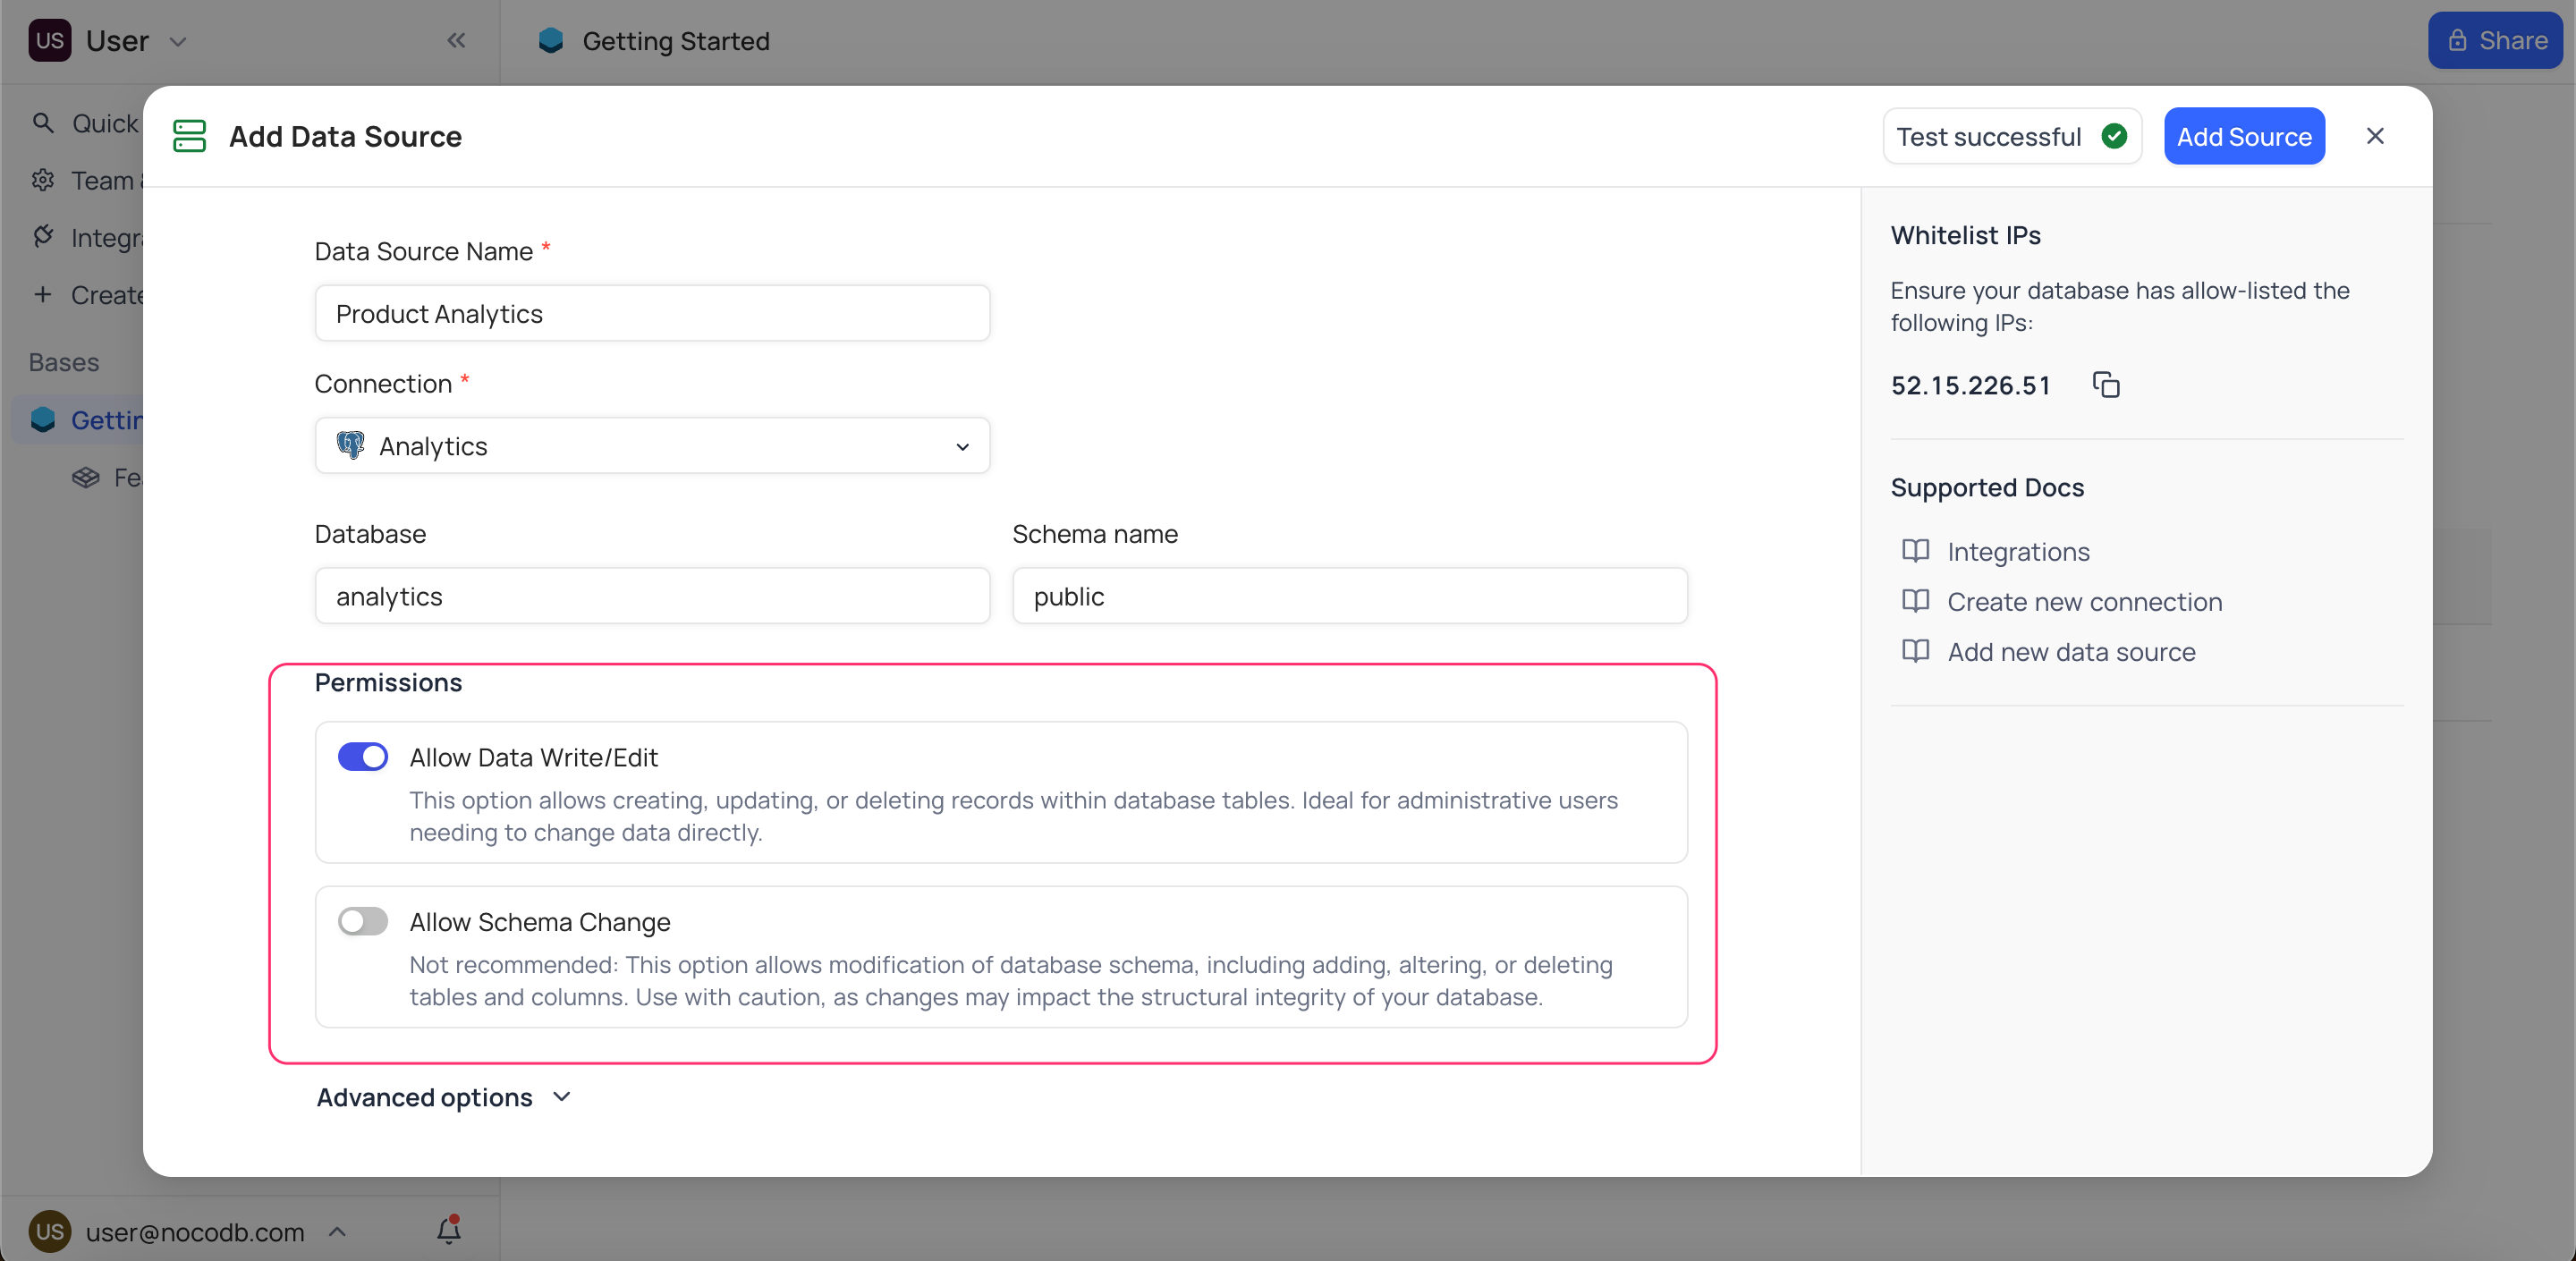 US User
Getting Started
Share
Quick
Team
Integr
Create
Bases
Gettin
Fe
Add Data Source
Test successful
Add Source
Data Source Name *
Product Analytics
Connection *
Analytics
Database
Schema name
analytics
public
Permissions
Allow Data Write/Edit
This option allows creating, updating, or deleting records within database tables. Ideal for administrative users
needing to change data directly.
Allow Schema Change
Not recommended: This option allows modification of database schema, including adding, altering, or deleting
tables and columns. Use with caution, as changes may impact the structural integrity of your database.
Advanced options
Whitelist IPs
Ensure your database has allow-listed the
following IPs:
52.15.226.51
Supported Docs
Integrations
Create new connection
Add new data source
US user@nocodb.com